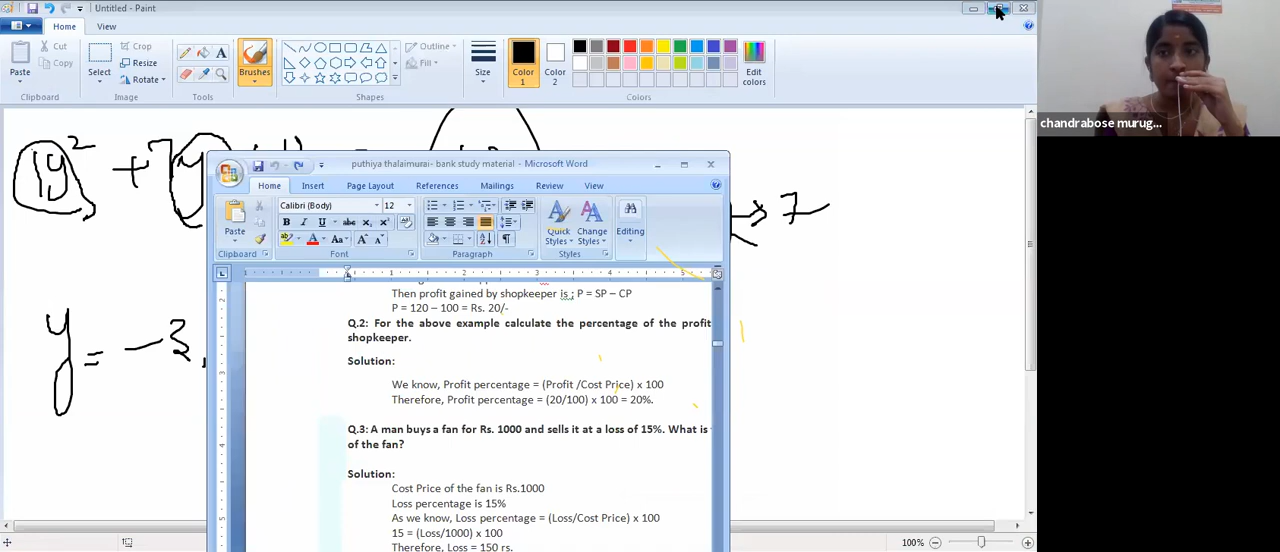 Untitled - Paint
Home
View
Paste
Cut
Copy
Clipboard
Select
Crop
Resize
Rotate
Image
Tools
Brushes
Shapes
Outline
Fill
Size
Color 1
Color 2
Edit colors
Colors
chandrabose murug...
1y² + 7y
7
y = -3,
puthiya thalaimurai- bank study material - Microsoft Word
Home
Insert
Page Layout
References
Mailings
Review
View
Paste
Clipboard
Calibri (Body)
12
Font
Paragraph
Quick Styles
Change Styles
Styles
Editing
Then profit gained by shopkeeper is ; P = SP – CP
P = 120 – 100 = Rs. 20/-
Q.2: For the above example calculate the percentage of the profit
shopkeeper.
Solution:
We know, Profit percentage = (Profit /Cost Price) x 100
Therefore, Profit percentage = (20/100) x 100 = 20%.
Q.3: A man buys a fan for Rs. 1000 and sells it at a loss of 15%. What is
of the fan?
Solution:
Cost Price of the fan is Rs.1000
Loss percentage is 15%
As we know, Loss percentage = (Loss/Cost Price) x 100
15 = (Loss/1000) x 100
Therefore, Loss = 150 rs.
100%